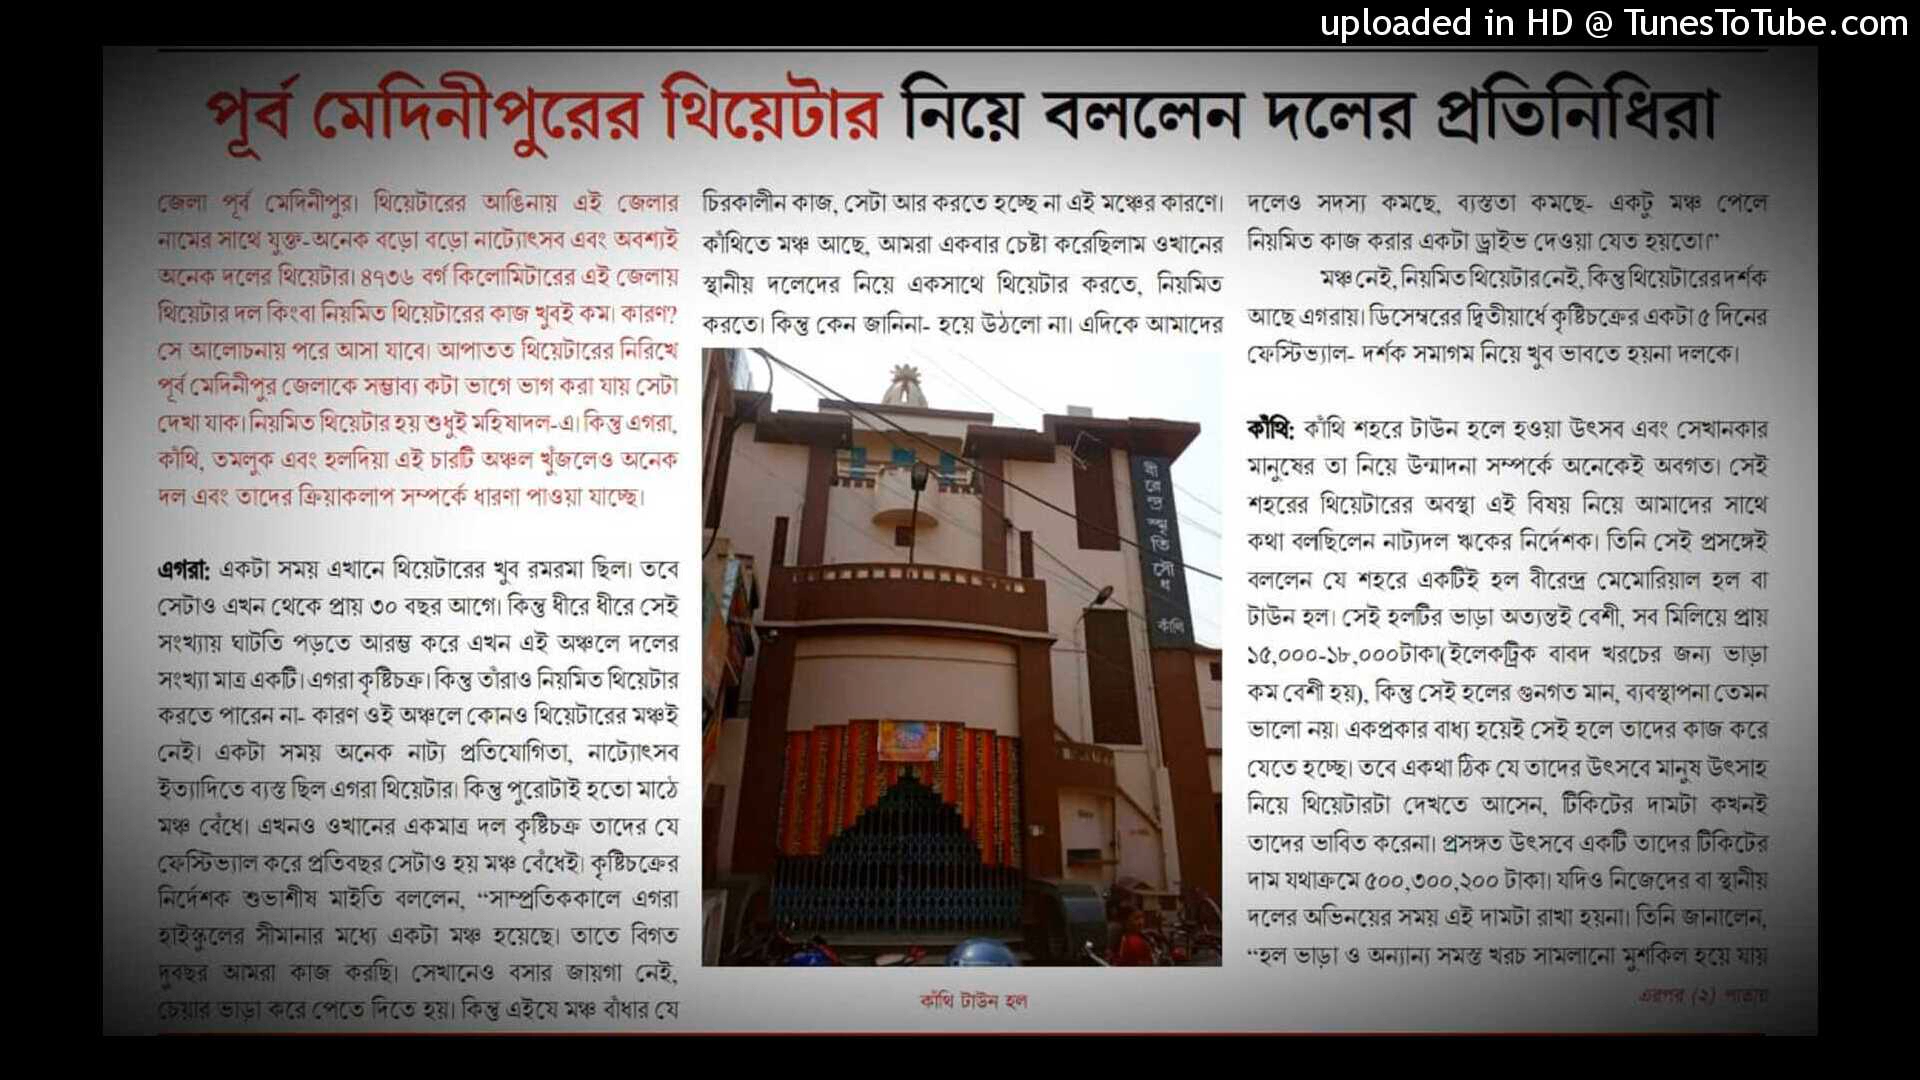 uploaded in HD @ TunesToTube.com
পূর্ব মেদিনীপুরের থিয়েটার নিয়ে বললেন দলের প্রতিনিধিরা
জেলা পূর্ব মেদিনীপুর। থিয়েটারের আঙিনায় এই জেলার
নামের সাথে যুক্ত-অনেক বড়ো বড়ো নাট্যোৎসব এবং অবশ্যই
অনেক দলের থিয়েটার। ৪৭৩৬ বর্গ কিলোমিটারের এই জেলায়
থিয়েটার দল কিংবা নিয়মিত থিয়েটারের কাজ খুবই কম। কারণ?
সে আলোচনায় পরে আসা যাবে। আপাতত থিয়েটারের নিরিখে
পূর্ব মেদিনীপুর জেলাকে সম্ভাব্য কটা ভাগে ভাগ করা যায় সেটা
দেখা যাক। নিয়মিত থিয়েটার হয় শুধুই মহিষাদল-এ। কিন্তু এগরা,
কাঁথি, তমলুক এবং হলদিয়া এই চারটি অঞ্চল খুঁজলেও অনেক
দল এবং তাদের ক্রিয়াকলাপ সম্পর্কে ধারণা পাওয়া যাচ্ছে।
এগরা: একটা সময় এখানে থিয়েটারের খুব রমরমা ছিল। তবে
সেটাও এখন থেকে প্রায় ৩০ বছর আগে। কিন্তু ধীরে ধীরে সেই
সংখ্যায় ঘাটতি পড়তে আরম্ভ করে এখন এই অঞ্চলে দলের
সংখ্যা মাত্র একটি। এগরা কৃষ্টিচক্র। কিন্তু তাঁরাও নিয়মিত থিয়েটার
করতে পারেন না- কারণ ওই অঞ্চলে কোনও থিয়েটারের মঞ্চই
নেই। একটা সময় অনেক নাট্য প্রতিযোগিতা, নাট্যোৎসব
ইত্যাদিতে ব্যস্ত ছিল এগরা থিয়েটার। কিন্তু পুরোটাই হতো মাঠে
মঞ্চ বেঁধে। এখনও ওখানের একমাত্র দল কৃষ্টিচক্র তাদের যে
ফেস্টিভ্যাল করে প্রতিবছর সেটাও হয় মঞ্চ বেঁধেই। কৃষ্টিচক্রের
নির্দেশক শুভাশীষ মাইতি বললেন, “সাম্প্রতিককালে এগরা
হাইস্কুলের সীমানার মধ্যে একটা মঞ্চ হয়েছে। তাতে বিগত
দুবছর আমরা কাজ করছি। সেখানেও বসার জায়গা নেই,
চেয়ার ভাড়া করে পেতে দিতে হয়। কিন্তু এইযে মঞ্চ বাঁধার যে
চিরকালীন কাজ, সেটা আর করতে হচ্ছে না এই মঞ্চের কারণে।
কাঁথিতে মঞ্চ আছে, আমরা একবার চেষ্টা করেছিলাম ওখানের
স্থানীয় দলেদের নিয়ে একসাথে থিয়েটার করতে, নিয়মিত
করতে। কিন্তু কেন জানিনা- হয়ে উঠলো না। এদিকে আমাদের
বীরেন্দ্র স্মৃতি সৌধ কাঁথি
কাঁথি টাউন হল
দলেও সদস্য কমছে, ব্যস্ততা কমছে- একটু মঞ্চ পেলে
নিয়মিত কাজ করার একটা ড্রাইভ দেওয়া যেত হয়তো।”
মঞ্চ নেই, নিয়মিত থিয়েটার নেই, কিন্তু থিয়েটারের দর্শক
আছে এগরায়। ডিসেম্বরের দ্বিতীয়ার্ধে কৃষ্টিচক্রের একটা ৫ দিনের
ফেস্টিভ্যাল- দর্শক সমাগম নিয়ে খুব ভাবতে হয়না দলকে।
কাঁথি: কাঁথি শহরে টাউন হলে হওয়া উৎসব এবং সেখানকার
মানুষের তা নিয়ে উন্মাদনা সম্পর্কে অনেকেই অবগত। সেই
শহরের থিয়েটারের অবস্থা এই বিষয় নিয়ে আমাদের সাথে
কথা বলছিলেন নাট্যদল ঋকের নির্দেশক। তিনি সেই প্রসঙ্গেই
বললেন যে শহরে একটিই হল বীরেন্দ্র মেমোরিয়াল হল বা
টাউন হল। সেই হলটির ভাড়া অত্যন্তই বেশী, সব মিলিয়ে প্রায়
১৫,০০০-১৮,০০০টাকা(ইলেকট্রিক বাবদ খরচের জন্য ভাড়া
কম বেশী হয়), কিন্তু সেই হলের গুনগত মান, ব্যবস্থাপনা তেমন
ভালো নয়। একপ্রকার বাধ্য হয়েই সেই হলে তাদের কাজ করে
যেতে হচ্ছে। তবে একথা ঠিক যে তাদের উৎসবে মানুষ উৎসাহ
নিয়ে থিয়েটারটা দেখতে আসেন, টিকিটের দামটা কখনই
তাদের ভাবিত করেনা। প্রসঙ্গত উৎসবে একটি তাদের টিকিটের
দাম যথাক্রমে ৫০০,৩০০,২০০ টাকা। যদিও নিজেদের বা স্থানীয়
দলের অভিনয়ের সময় এই দামটা রাখা হয়না। তিনি জানালেন,
“হল ভাড়া ও অন্যান্য সমস্ত খরচ সামলানো মুশকিল হয়ে যায়
এরপর (২) পাতায়